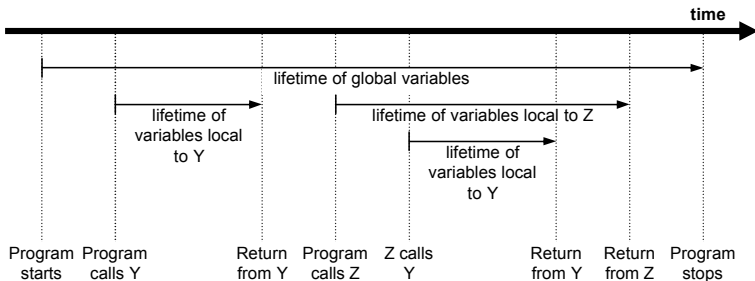 time
lifetime of global variables
lifetime of
variables local
to Y
lifetime of variables local to Z
lifetime of
variables local
to Y
Program
starts
Program
calls Y
Return
from Y
Program
calls Z
Z calls
Y
Return
from Y
Return
from Z
Program
stops